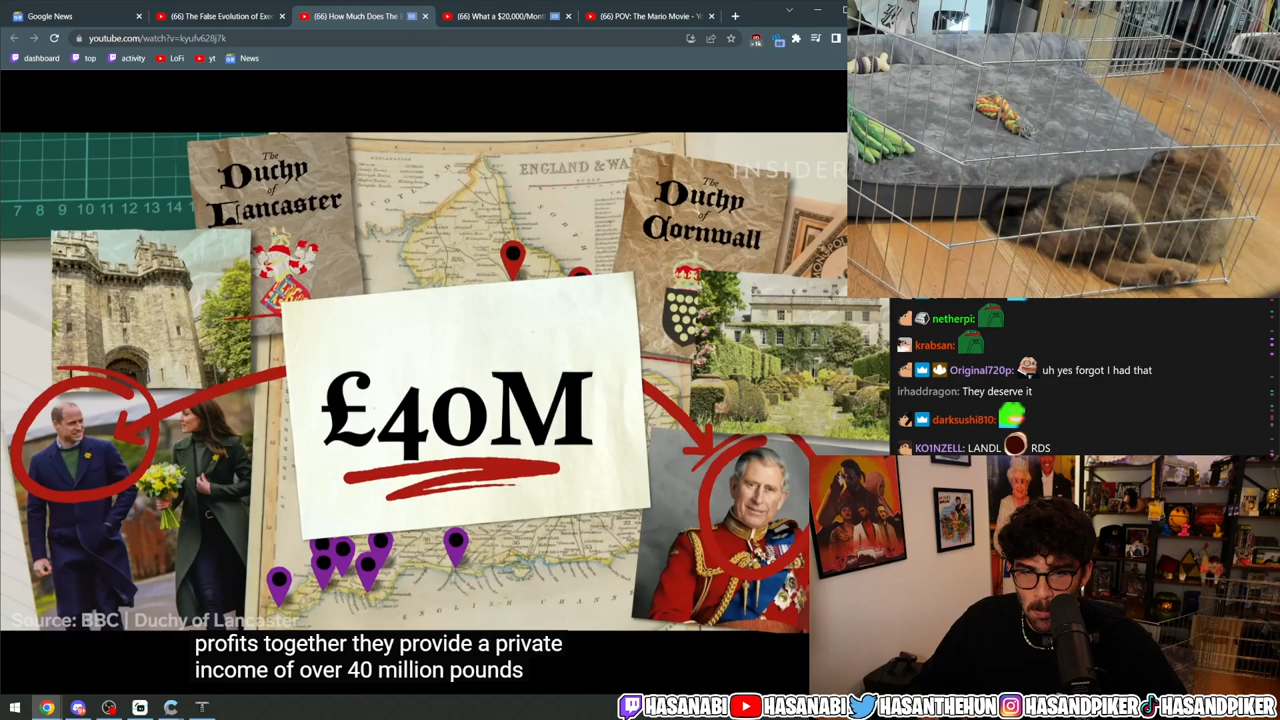 Google News
(66) The False Evolution of Exe
(66) How Much Does The
(66) What a $20,000/Mont
(66) POV: The Mario Movie - Y
youtube.com/watch?v=kyufv628j7k
dashboard
top
activity
LoFi
yt
News
7 8 9 10 11 12 13 14
The
Duchy
of
Lancaster
ENGLAND & WA
The
Duchy
of
Cornwall
INSIDER
MONOPOLY
£40M
ENGLISH CHANN
Source: BBC | Duchy of Lancaster
profits together they provide a private
income of over 40 million pounds
netherpi:
krabsan:
Original720p: uh yes forgot I had that
irhaddragon: They deserve it
darksushi810:
KO1NZELL: LANDL RDS
HASANABI HASANABI HASANTHEHUN HASANDPIKER HASANDPIKER